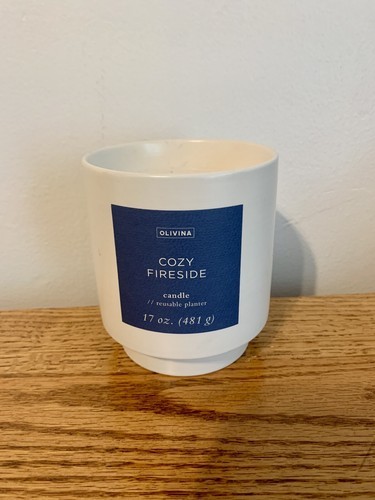 OLIVINA
COZY
FIRESIDE
candle
// reusable planter
17 oz. (481 g)